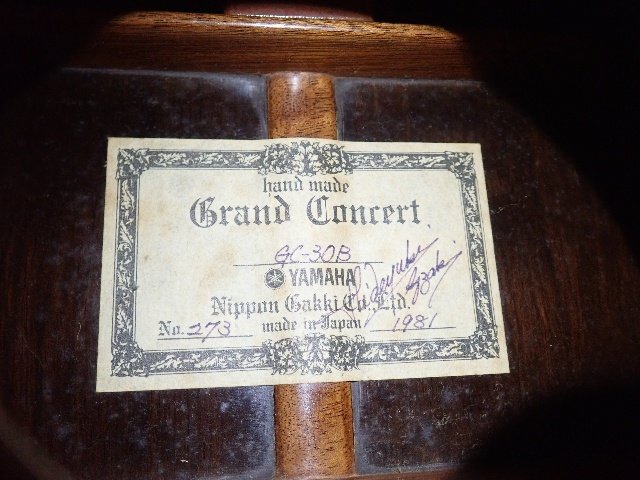 hand made
Grand Concert
GC-30B
YAMAHA
Nippon Gakki Co., Ltd.
No. 273 made in Japan 1981